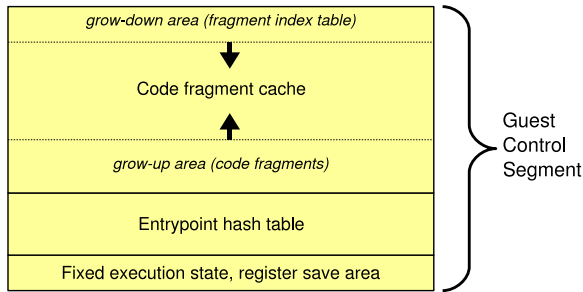 grow-down area (fragment index table)
Code fragment cache
grow-up area (code fragments)
Entrypoint hash table
Fixed execution state, register save area
Guest
Control
Segment